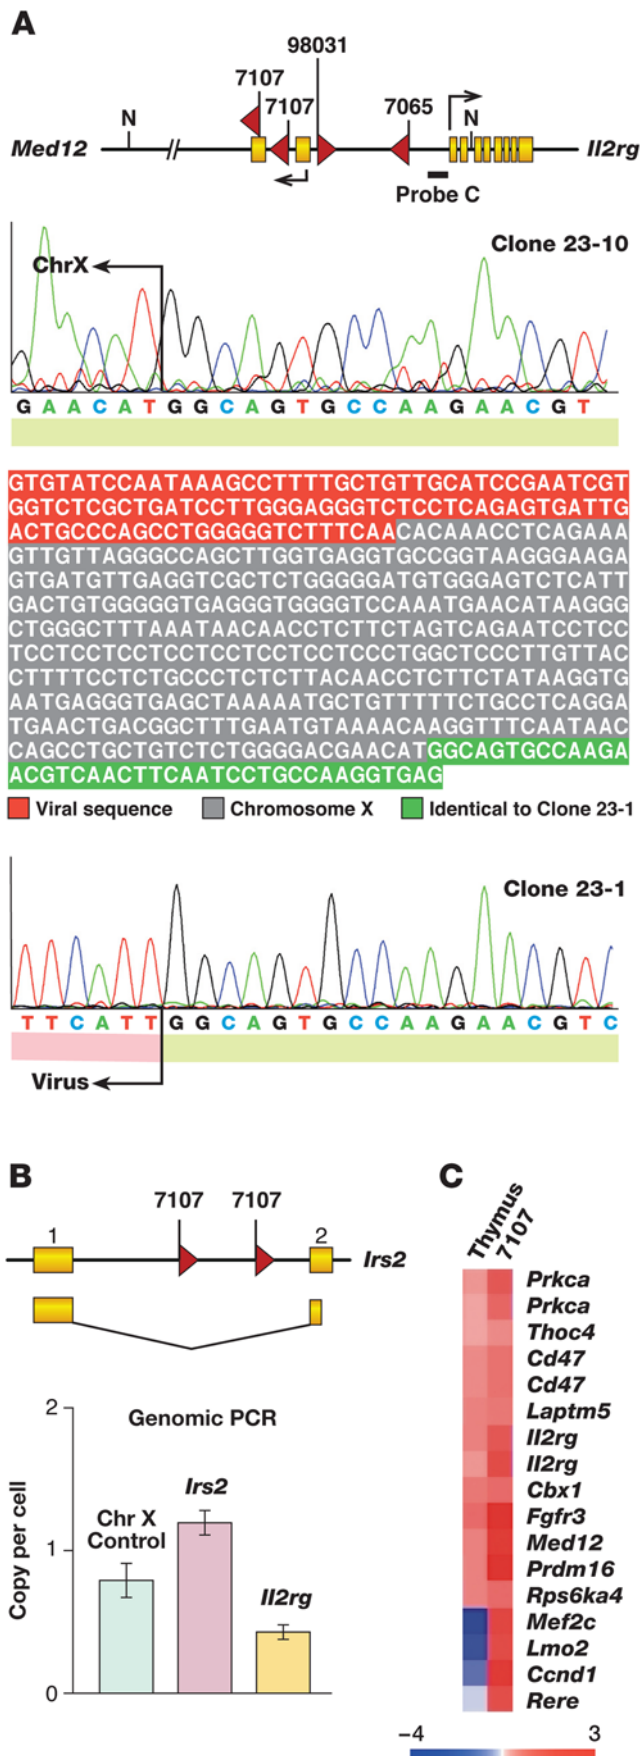 A
98031
7107
7107
7065
N
N
Med12
Il2rg
Probe C
Clone 23-10
ChrX
G A A C A T G G C A G T G C C A A G A A C G T
GTGTATCCAATAAAGCCTTTTGCTGTTGCATCCGAATCGT
GGTCTCGCTGATCCTTGGGAGGGTCTCCTCAGAGTGATTG
ACTGCCCAGCCTGGGGGTCTTTCAACACAAACCTCAGAAA
GTTGTTAGGGCCAGCTTGGTGAGGTGCCGGTAAGGGAAGA
GTGATGTTGAGGTCGCTCTGGGGGATGTGGGAGTCTCATT
GACTGTGGGGGTGAGGGTGGGGTCCAAATGAACATAAGGG
CTGGGCTTTAAATAACAACCTCTTCTAGTCAGAATCCTCC
TCCTCCTCCTCCTCCTCCTCCTCCCTGGCTCCCTTGTTAC
CTTTTCCTCTGCCCTCTCTTACAACCTCTTCTATAAGGTG
AATGAGGGTGAGCTAAAAATGCTGTTTTTCTGCCTCAGGA
TGAACTGACGGCTTTGAATGTAAAACAAGGTTTCAATAAC
CAGCCTGCTGTCTCTGGGGACGAACATGGCAGTGCCAAGA
ACGTCAACTTCAATCCTGCCAAGGTGAG
Viral sequence Chromosome X Identical to Clone 23-1
Clone 23-1
T T C A T T G G C A G T G C C A A G A A C G T C
Virus
B
7107 7107
1
2
Irs2
Genomic PCR
Copy per cell
2
1
0
Chr X
Control
Irs2
Il2rg
C
Thymus
7107
Prkca
Prkca
Thoc4
Cd47
Cd47
Laptm5
Il2rg
Il2rg
Cbx1
Fgfr3
Med12
Prdm16
Rps6ka4
Mef2c
Lmo2
Ccnd1
Rere
−4 3